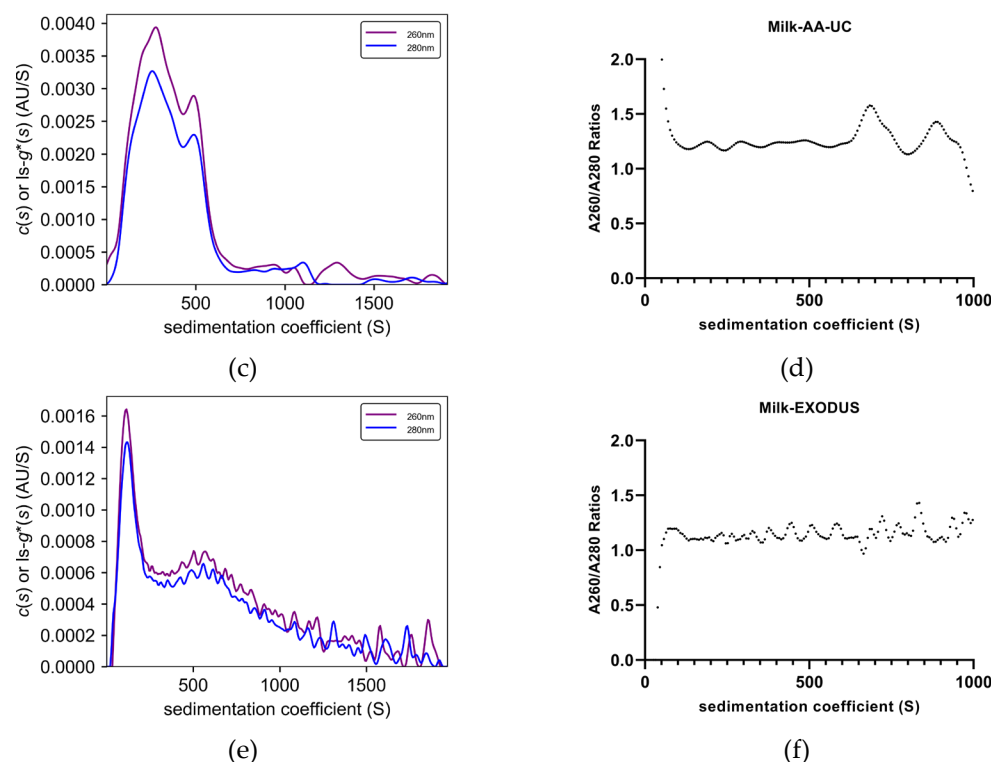 0.0040
0.0035
0.0030
0.0025
0.0020
0.0015
0.0010
0.0005
0.0000
c(s) or ls-g*(s) (AU/S)
260nm
280nm
500 1000 1500
sedimentation coefficient (S)
(c)
Milk-AA-UC
2.0
1.5
1.0
0.5
0.0
A260/A280 Ratios
0 500 1000
sedimentation coefficient (S)
(d)
0.0016
0.0014
0.0012
0.0010
0.0008
0.0006
0.0004
0.0002
0.0000
c(s) or ls-g*(s) (AU/S)
260nm
280nm
500 1000 1500
sedimentation coefficient (S)
(e)
Milk-EXODUS
2.0
1.5
1.0
0.5
0.0
A260/A280 Ratios
0 500 1000
sedimentation coefficient (S)
(f)